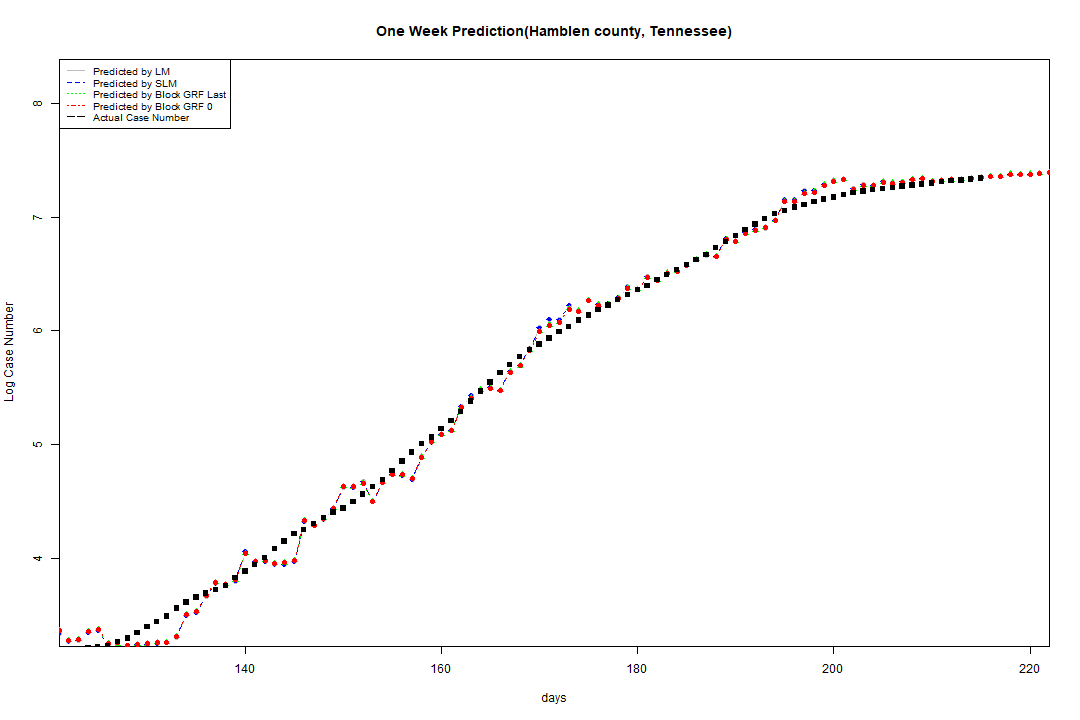 One Week Prediction(Hamblen county, Tennessee)
Predicted by LM
Predicted by SLM
Predicted by Block GRF Last
Predicted by Block GRF 0
Actual Case Number
8
7
6
5
4
Log Case Number
140 160 180 200 220
days